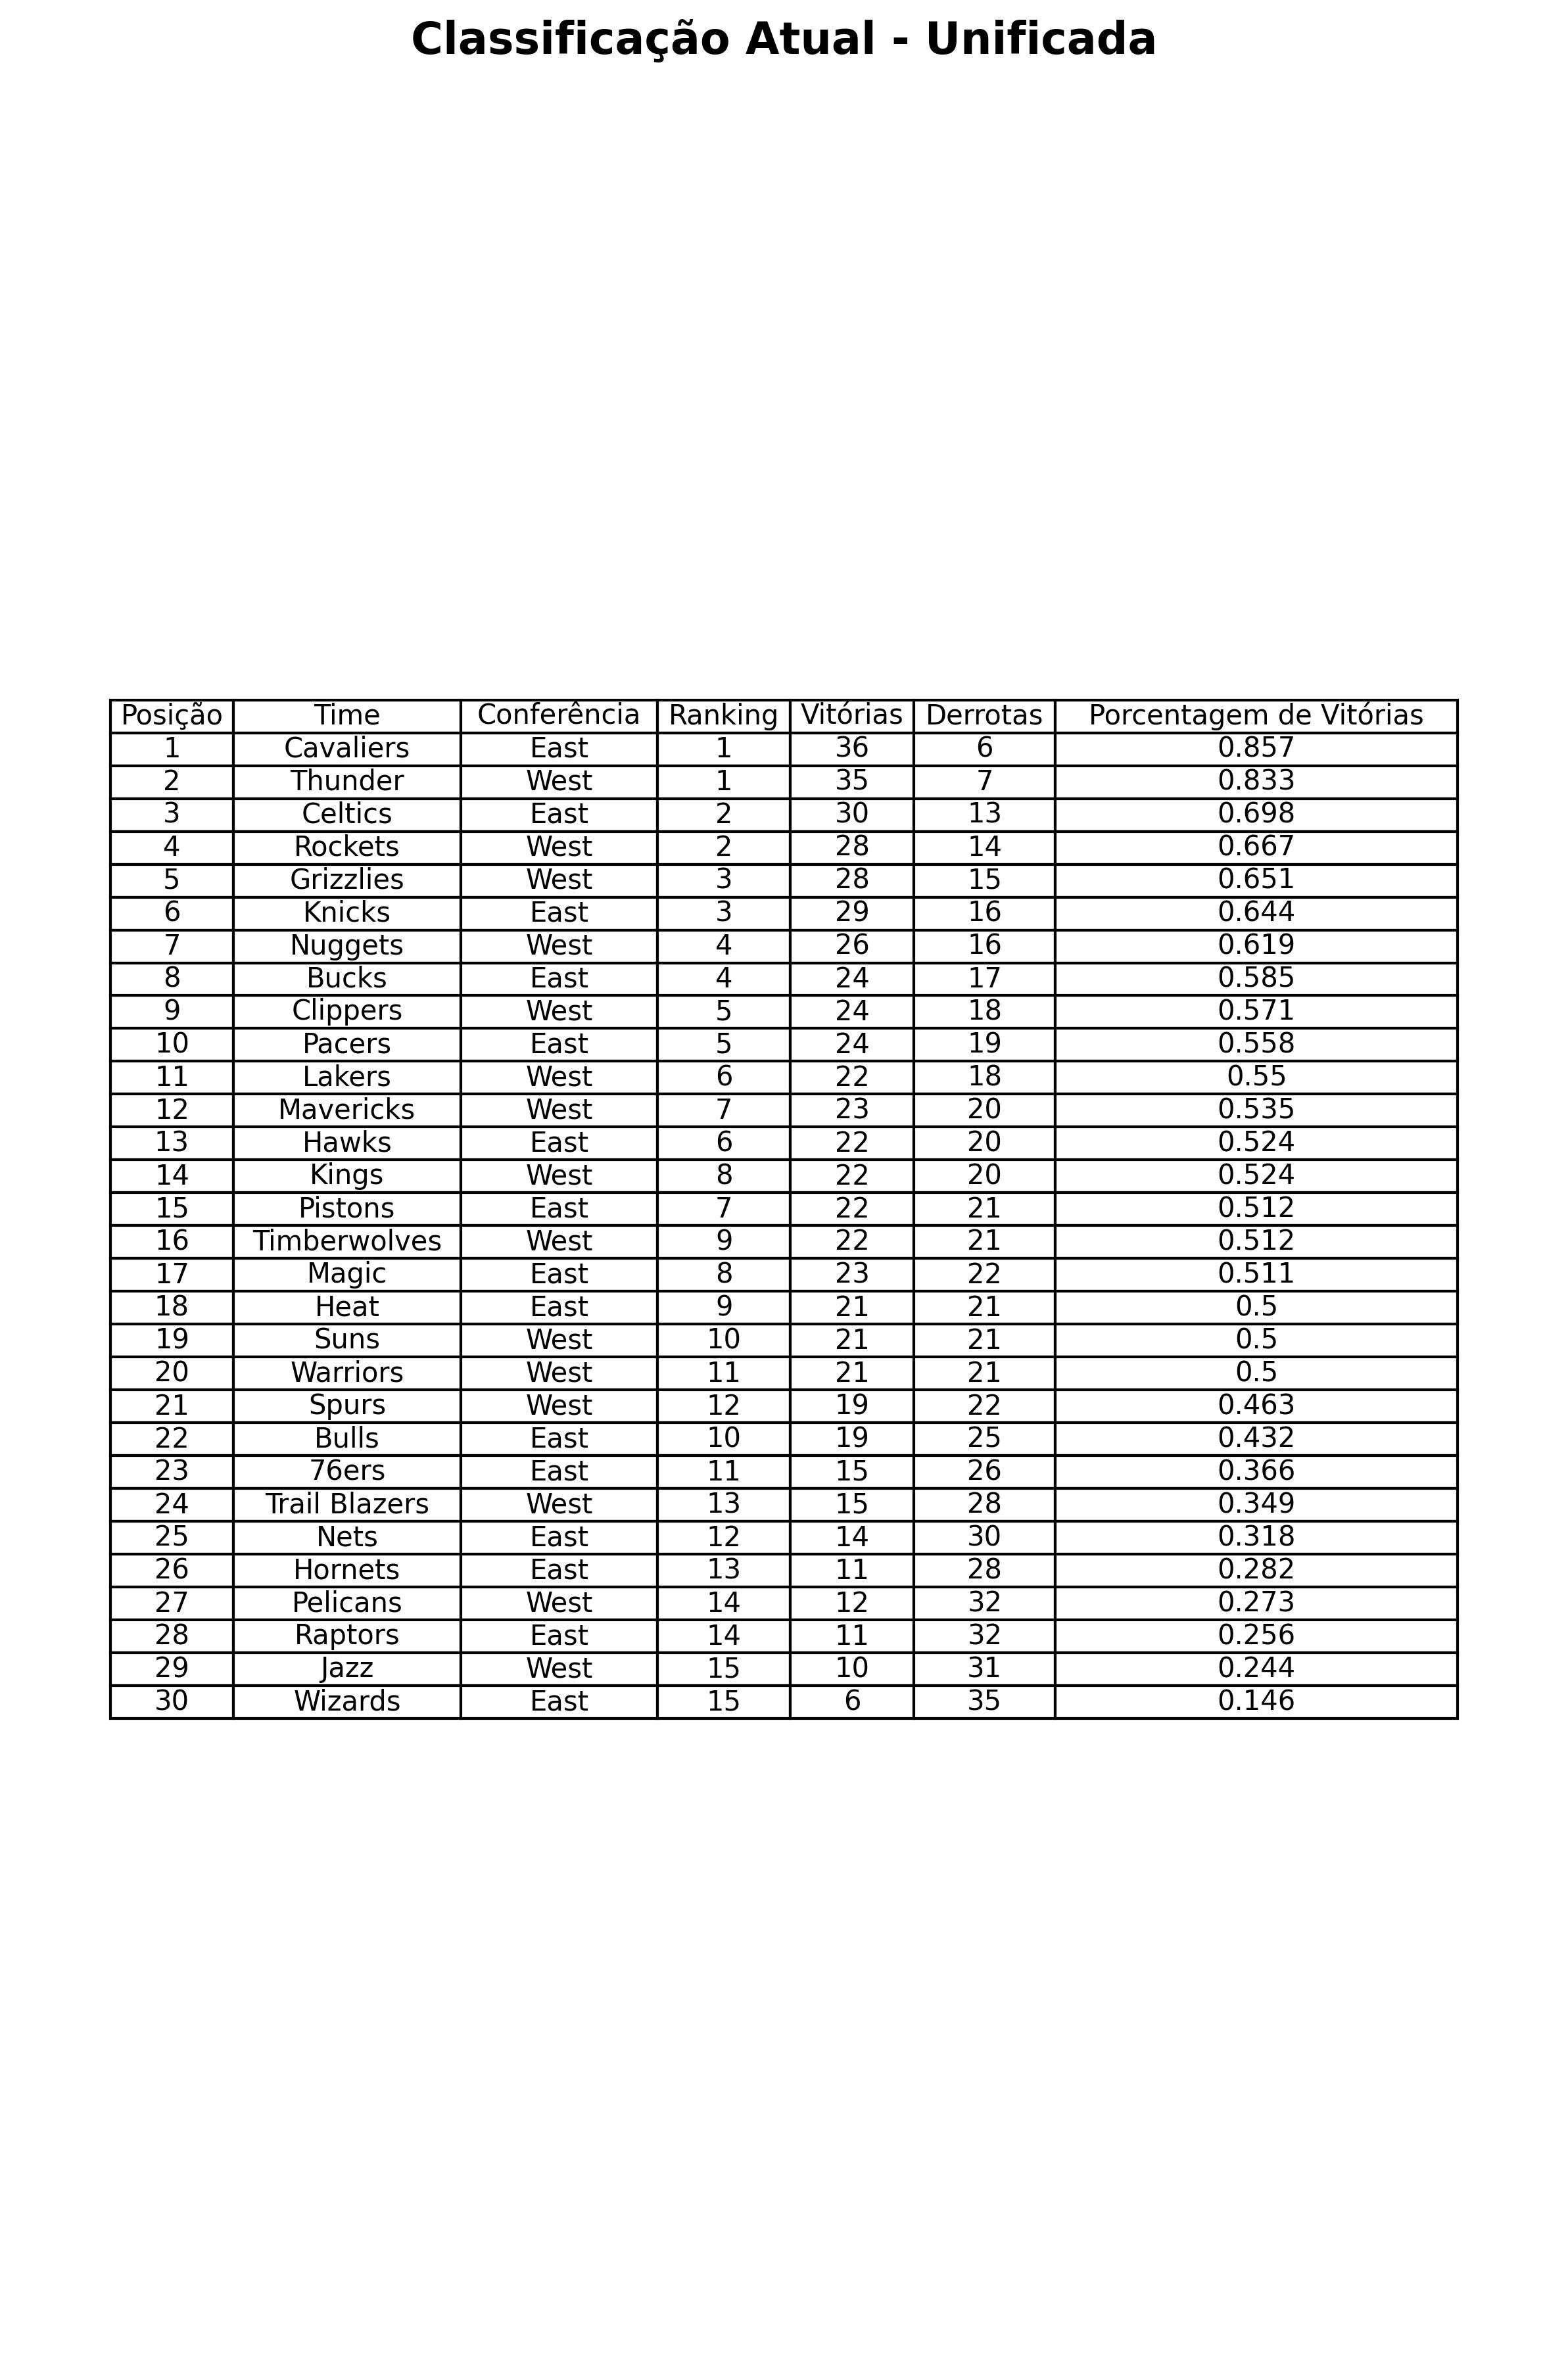 Classificação Atual - Unificada
Posição Time Conferência Ranking Vitórias Derrotas Porcentagem de Vitórias
1 Cavaliers East 1 36 6 0.857
2 Thunder West 1 35 7 0.833
3 Celtics East 2 30 13 0.698
4 Rockets West 2 28 14 0.667
5 Grizzlies West 3 28 15 0.651
6 Knicks East 3 29 16 0.644
7 Nuggets West 4 26 16 0.619
8 Bucks East 4 24 17 0.585
9 Clippers West 5 24 18 0.571
10 Pacers East 5 24 19 0.558
11 Lakers West 6 22 18 0.55
12 Mavericks West 7 23 20 0.535
13 Hawks East 6 22 20 0.524
14 Kings West 8 22 20 0.524
15 Pistons East 7 22 21 0.512
16 Timberwolves West 9 22 21 0.512
17 Magic East 8 23 22 0.511
18 Heat East 9 21 21 0.5
19 Suns West 10 21 21 0.5
20 Warriors West 11 21 21 0.5
21 Spurs West 12 19 22 0.463
22 Bulls East 10 19 25 0.432
23 76ers East 11 15 26 0.366
24 Trail Blazers West 13 15 28 0.349
25 Nets East 12 14 30 0.318
26 Hornets East 13 11 28 0.282
27 Pelicans West 14 12 32 0.273
28 Raptors East 14 11 32 0.256
29 Jazz West 15 10 31 0.244
30 Wizards East 15 6 35 0.146